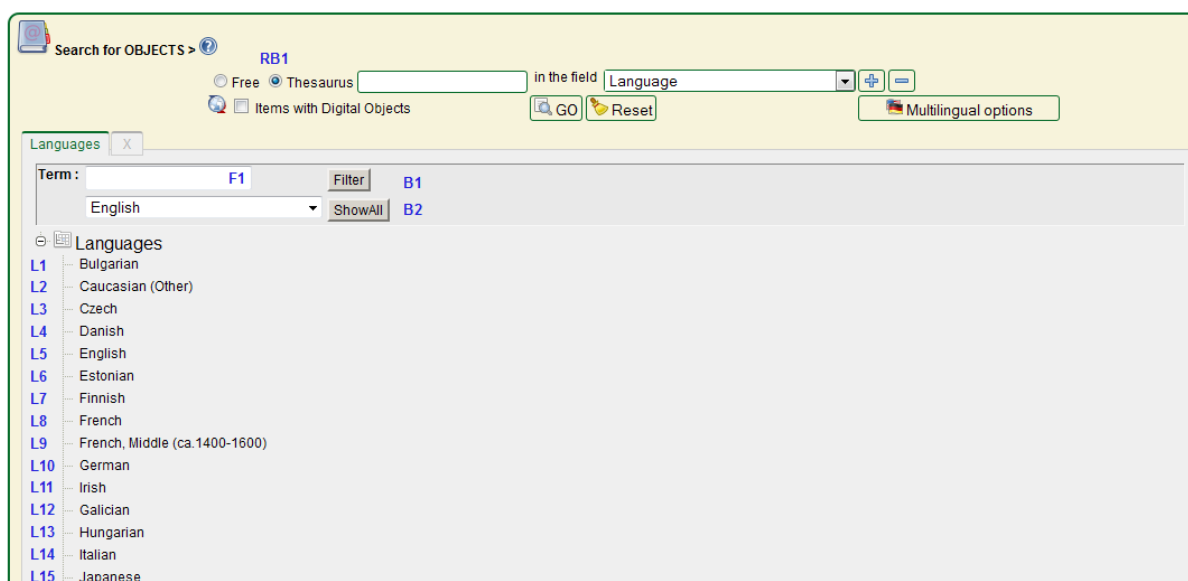 Search for OBJECTS >
RB1
Free Thesaurus in the field Language
Items with Digital Objects GO Reset Multilingual options
Languages X
Term : F1 Filter B1
English ShowAll B2
Languages
L1 Bulgarian
L2 Caucasian (Other)
L3 Czech
L4 Danish
L5 English
L6 Estonian
L7 Finnish
L8 French
L9 French, Middle (ca.1400-1600)
L10 German
L11 Irish
L12 Galician
L13 Hungarian
L14 Italian
L15 Japanese